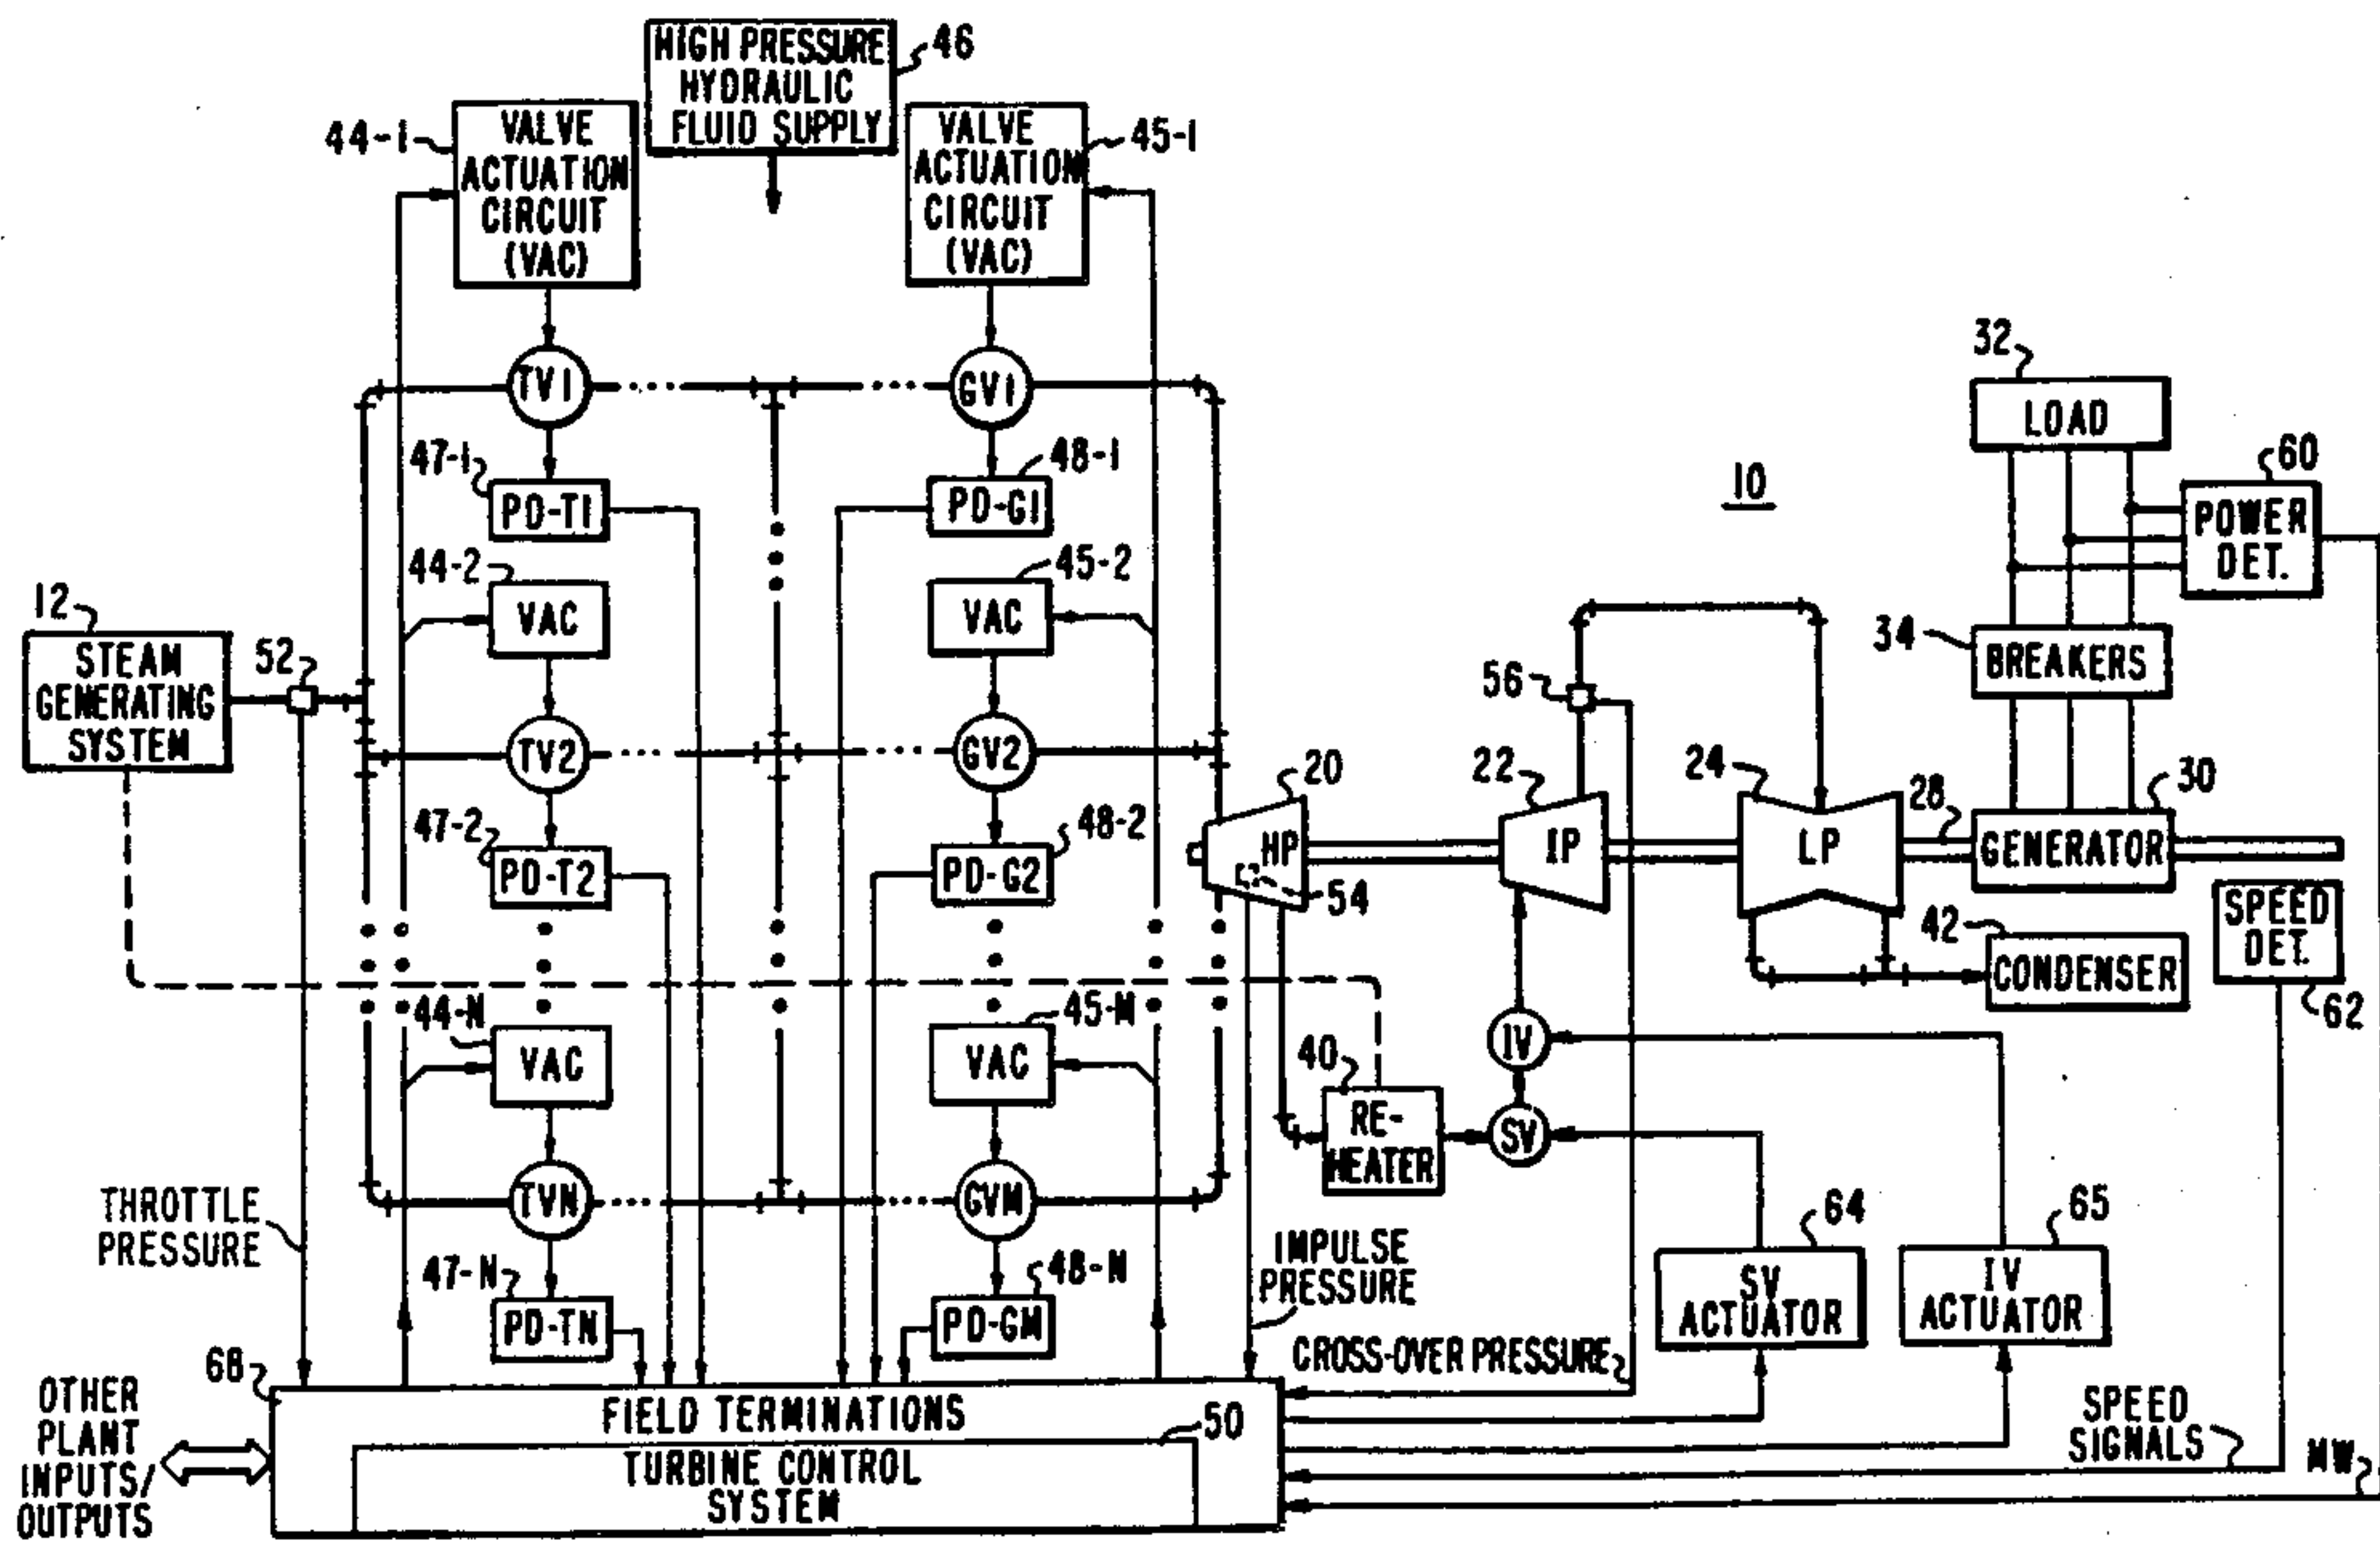 HIGH PRESSURE
HYDRAULIC
FLUID SUPPLY
46
44-1
VALVE
ACTUATION
CIRCUIT
(VAC)
VALVE
ACTUATION
CIRCUIT
(VAC)
45-1
TV1
GV1
47-1
PD-T1
48-1
PD-G1
44-2
VAC
45-2
VAC
12
STEAM
GENERATING
SYSTEM
52
TV2
GV2
47-2
PD-T2
48-2
PD-G2
44-N
VAC
45-M
VAC
TVN
GVM
47-N
PD-TN
48-N
PD-GM
THROTTLE
PRESSURE
10
32
LOAD
60
POWER
DET.
34
BREAKERS
56
20
HP
54
22
IP
24
LP
28
30
GENERATOR
42
CONDENSER
SPEED
DET.
62
40
RE-
HEATER
IV
SV
IMPULSE
PRESSURE
64
SV
ACTUATOR
65
IV
ACTUATOR
CROSS-OVER PRESSURE
SPEED
SIGNALS
MW
68
OTHER
PLANT
INPUTS/
OUTPUTS
FIELD TERMINATIONS
50
TURBINE CONTROL
SYSTEM